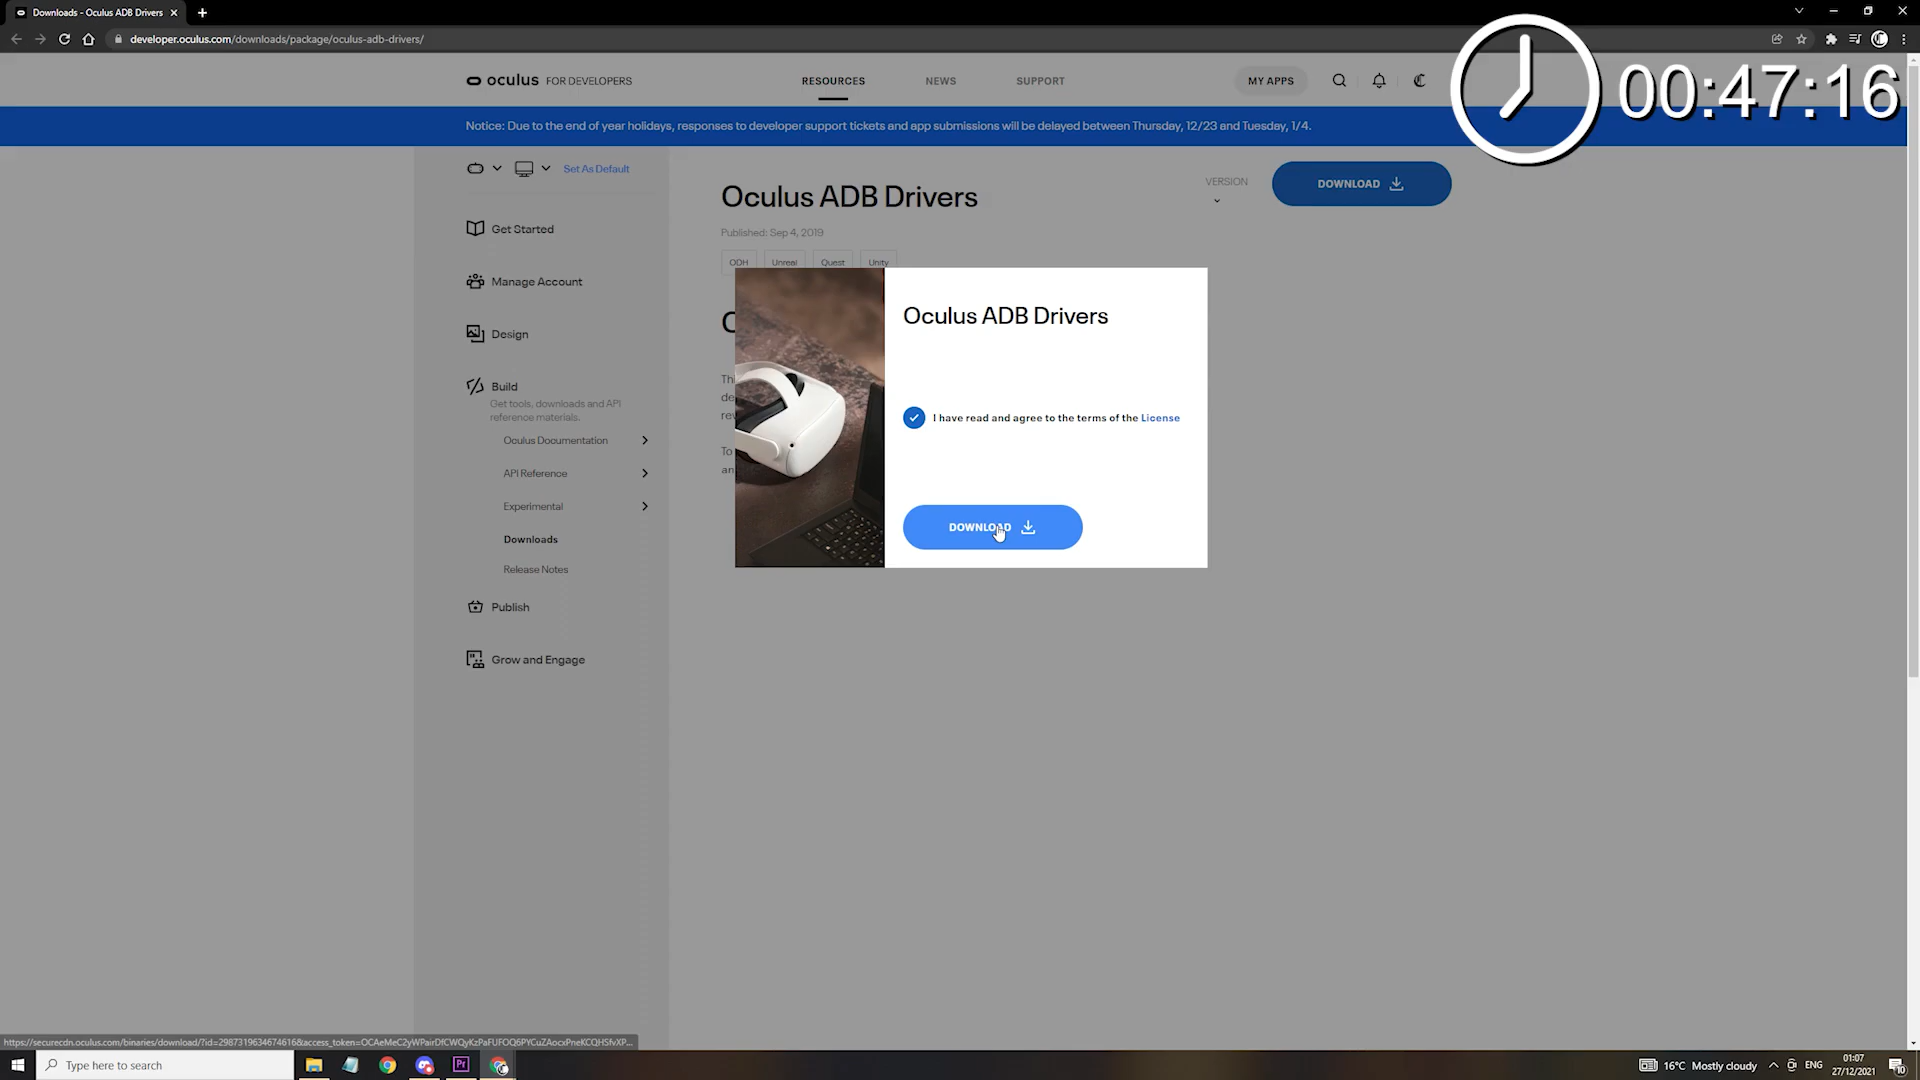 Downloads - Oculus ADB Drivers
developer.oculus.com/downloads/package/oculus-adb-drivers/
00:47:16
oculus FOR DEVELOPERS
RESOURCES
NEWS
SUPPORT
MY APPS
Notice: Due to the end of year holidays, responses to developer support tickets and app submissions will be delayed between Thursday, 12/23 and Tuesday, 1/4.
Set As Default
Get Started
Manage Account
Design
Build
Get tools, downloads and API
reference materials.
Oculus Documentation
API Reference
Experimental
Downloads
Release Notes
Publish
Grow and Engage
Oculus ADB Drivers
VERSION
DOWNLOAD
Published: Sep 4, 2019
ODH Unreal Quest Unity
Oculus ADB Drivers
I have read and agree to the terms of the License
DOWNLOAD
Type here to search
Pr
16°C Mostly cloudy
ENG
01:07
27/12/2021
10